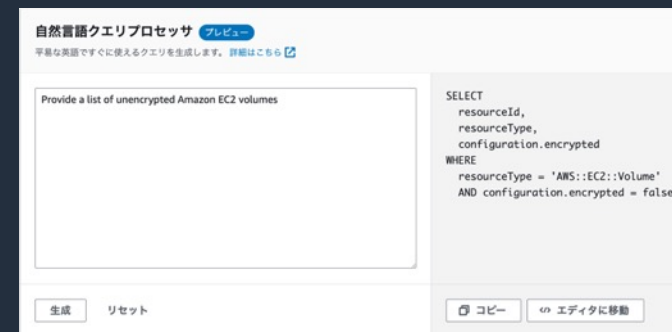 自然言語クエリプロセッサ プレビュー
平易な英語ですぐに使えるクエリを生成します。 詳細はこちら
Provide a list of unencrypted Amazon EC2 volumes
SELECT
resourceId,
resourceType,
configuration.encrypted
WHERE
resourceType = 'AWS::EC2::Volume'
AND configuration.encrypted = false
生成 リセット
コピー エディタに移動